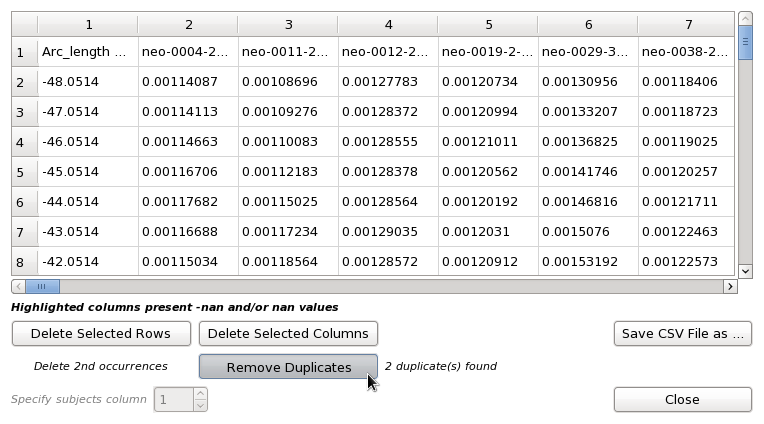 1 2 3 4 5 6 7
1 Arc_length ... neo-0004-2... neo-0011-2... neo-0012-2... neo-0019-2-... neo-0029-3... neo-0038-2...
2 -48.0514 0.00114087 0.00108696 0.00127783 0.00120734 0.00130956 0.00118406
3 -47.0514 0.00114113 0.00109276 0.00128372 0.00120994 0.00133207 0.00118723
4 -46.0514 0.00114663 0.00110083 0.00128555 0.00121011 0.00136825 0.00119025
5 -45.0514 0.00116706 0.00112183 0.00128378 0.00120562 0.00141746 0.00120257
6 -44.0514 0.00117682 0.00115025 0.00128564 0.00120192 0.00146816 0.00121711
7 -43.0514 0.00116688 0.00117234 0.00129035 0.0012031 0.0015076 0.00122463
8 -42.0514 0.00115034 0.00118564 0.00128572 0.00120912 0.00153192 0.00122573
Highlighted columns present -nan and/or nan values
Delete Selected Rows Delete Selected Columns Save CSV File as ...
Delete 2nd occurrences Remove Duplicates 2 duplicate(s) found
Specify subjects column 1 Close